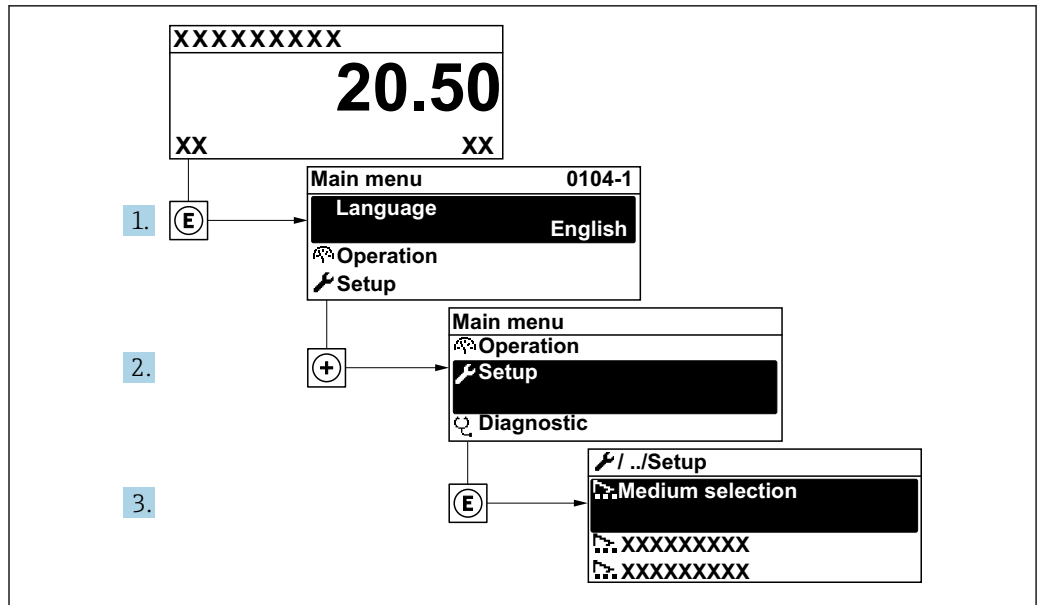 XXXXXXXXX
20.50
XX XX
Main menu 0104-1
Language
English
1. E
Operation
Setup
Main menu
Operation
2. +
Setup
Diagnostic
/ ../Setup
Medium selection
3. E
XXXXXXXXX
XXXXXXXXX